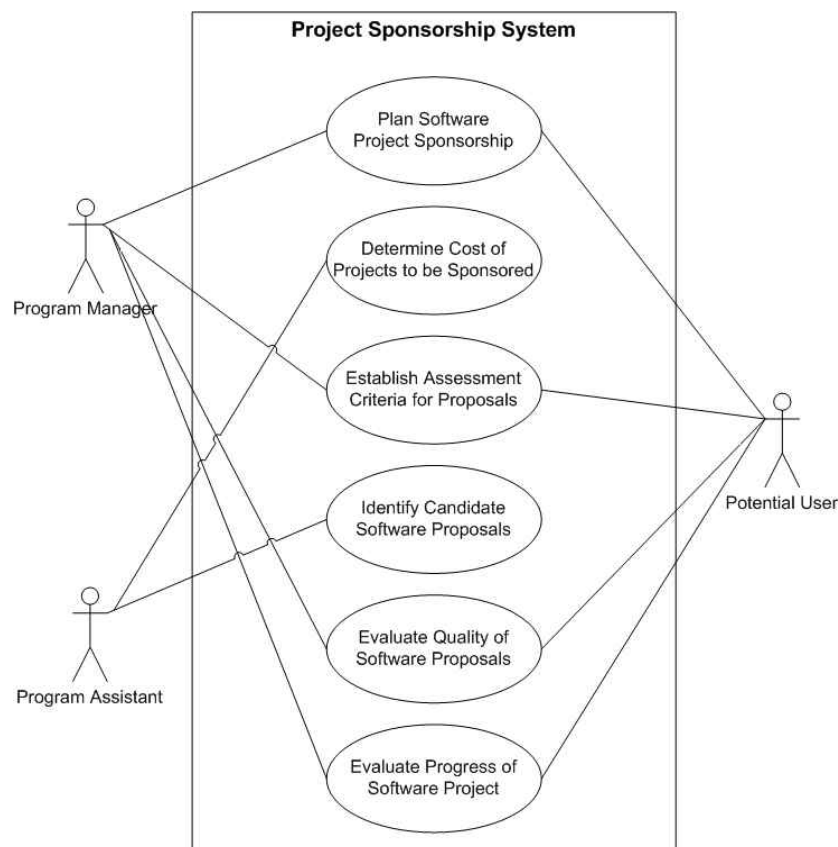 Project Sponsorship System
Plan Software
Project Sponsorship
Determine Cost of
Projects to be Sponsored
Program Manager
Establish Assessment
Criteria for Proposals
Potential User
Identify Candidate
Software Proposals
Program Assistant
Evaluate Quality of
Software Proposals
Evaluate Progress of
Software Project